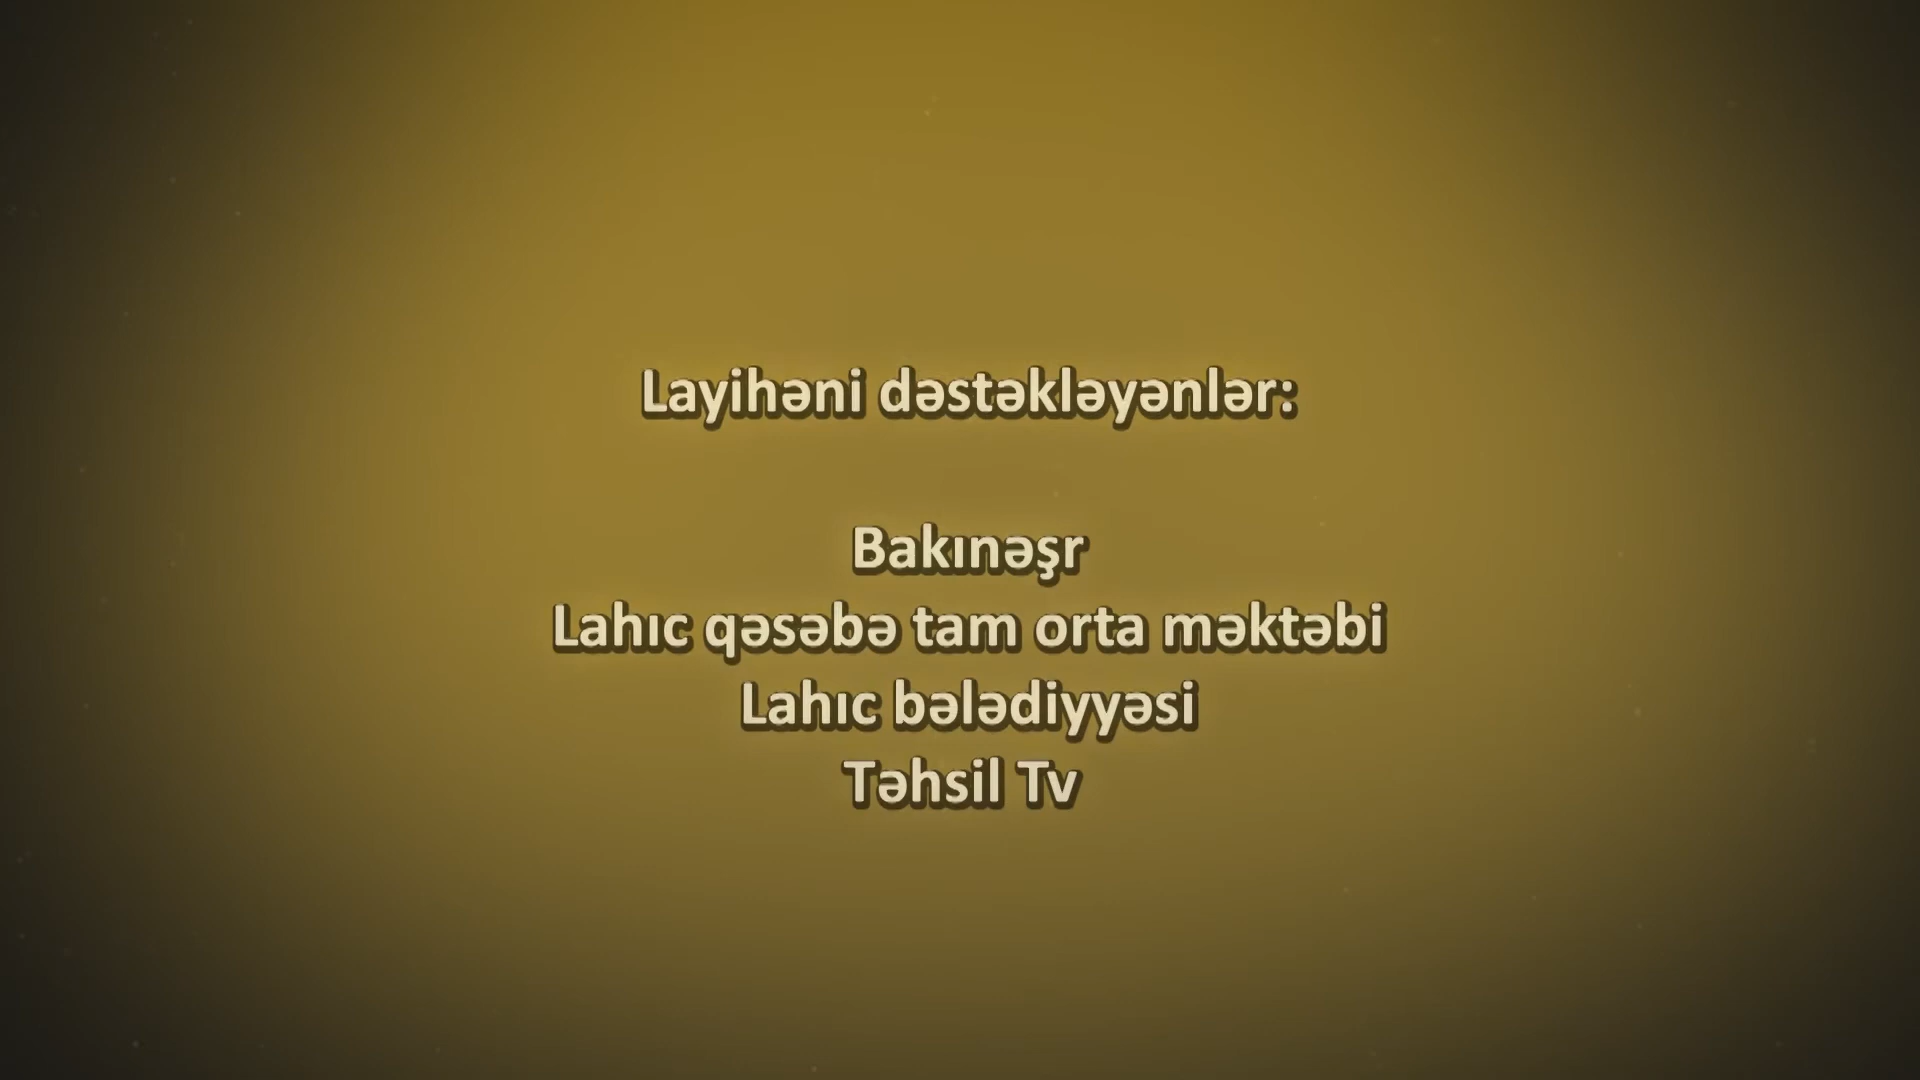 Layihəni dəstəkləyənlər:
Bakınəşr
Lahıc qəsəbə tam orta məktəbi
Lahıc bələdiyyəsi
Təhsil Tv